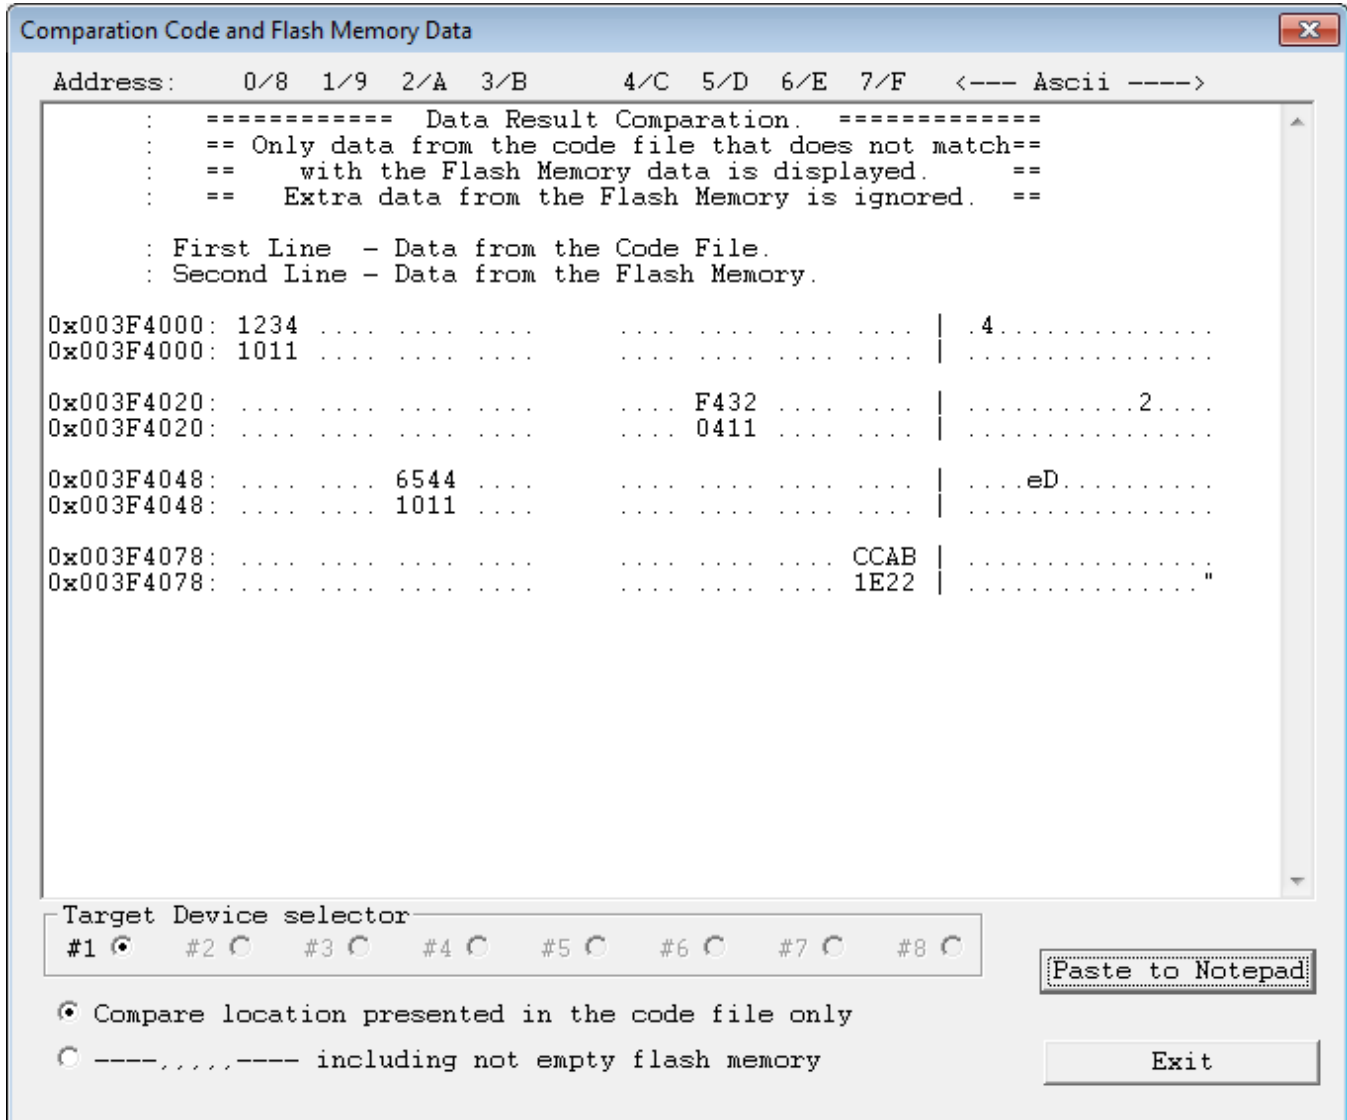 Comparation Code and Flash Memory Data
Address: 0/8 1/9 2/A 3/B 4/C 5/D 6/E 7/F <--- Ascii ---->
: ============ Data Result Comparation. =============
: == Only data from the code file that does not match==
: == with the Flash Memory data is displayed. ==
: == Extra data from the Flash Memory is ignored. ==
: First Line - Data from the Code File.
: Second Line - Data from the Flash Memory.
0x003F4000: 1234 .... .... .... .... .... .... .... | .4..............
0x003F4000: 1011 .... .... .... .... .... .... .... | ................
0x003F4020: .... .... .... .... .... F432 .... .... | ...........2....
0x003F4020: .... .... .... .... .... 0411 .... .... | ................
0x003F4048: .... .... 6544 .... .... .... .... .... | ....eD..........
0x003F4048: .... .... 1011 .... .... .... .... .... | ................
0x003F4078: .... .... .... .... .... .... .... CCAB | ................
0x003F4078: .... .... .... .... .... .... .... 1E22 | ..............."
Target Device selector
#1 #2 #3 #4 #5 #6 #7 #8
Paste to Notepad
Compare location presented in the code file only
----,,,,,---- including not empty flash memory
Exit